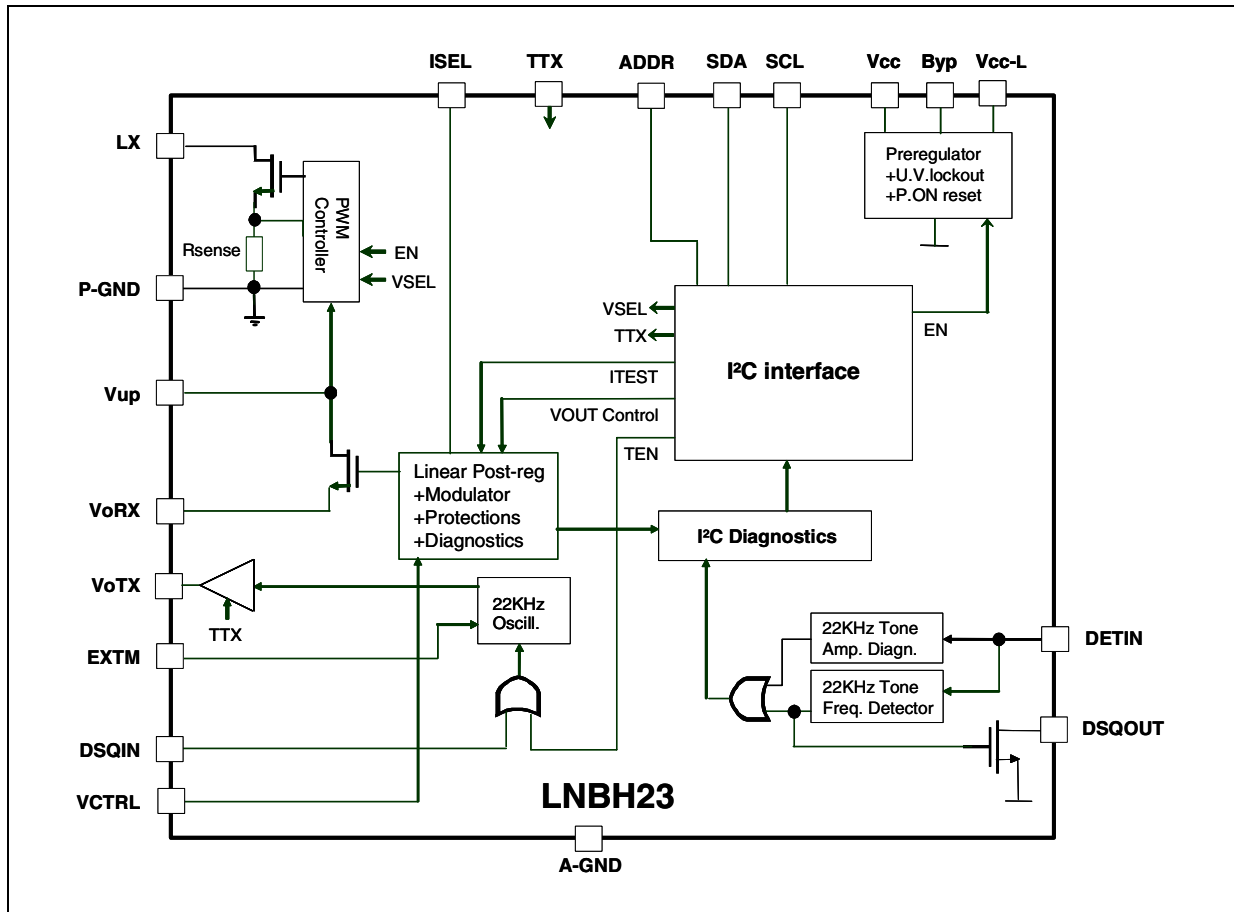 ISEL
TTX
ADDR
SDA
SCL
Vcc
Byp
Vcc-L
LX
PWM
Controller
Preregulator
+U.V.lockout
+P.ON reset
Rsense
EN
VSEL
P-GND
VSEL
TTX
I²C interface
EN
ITEST
VOUT Control
TEN
Vup
Linear Post-reg
+Modulator
+Protections
+Diagnostics
VoRX
I²C Diagnostics
VoTX
TTX
22KHz
Oscill.
22KHz Tone
Amp. Diagn.
DETIN
EXTM
22KHz Tone
Freq. Detector
DSQOUT
DSQIN
VCTRL
LNBH23
A-GND